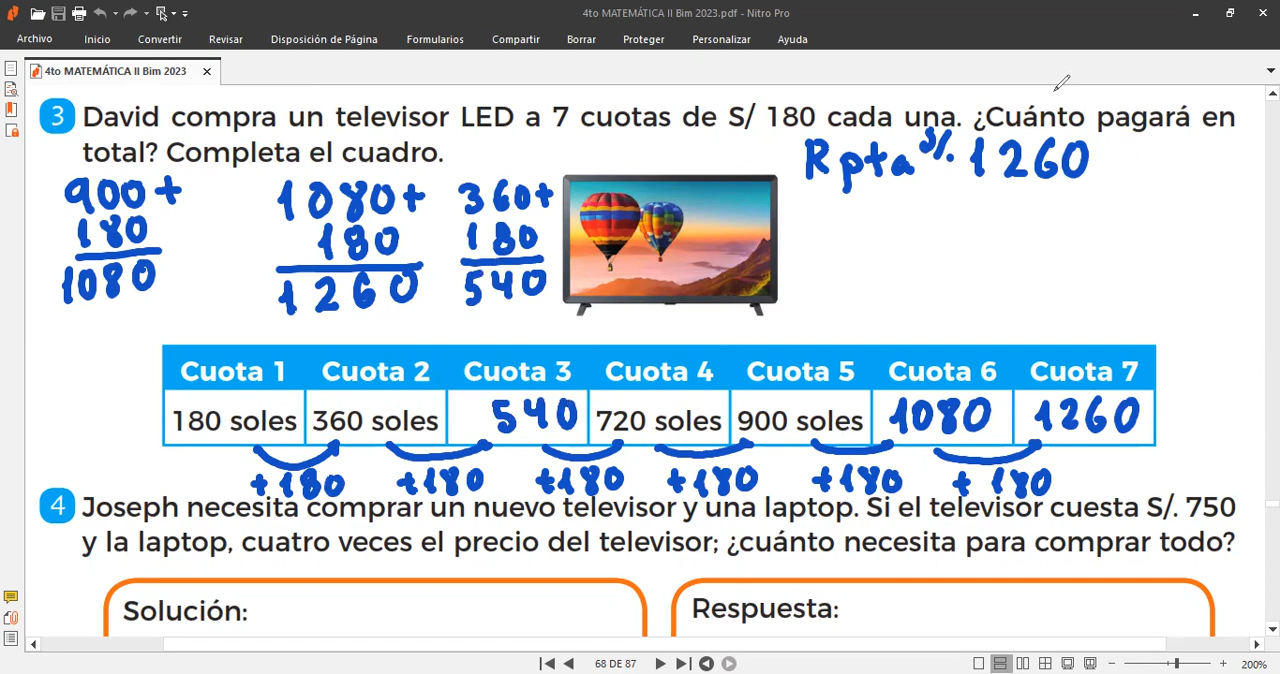 4to MATEMÁTICA II Bim 2023.pdf - Nitro Pro
Archivo Inicio Convertir Revisar Disposición de Página Formularios Compartir Borrar Proteger Personalizar Ayuda
4to MATEMÁTICA II Bim 2023
3 David compra un televisor LED a 7 cuotas de S/ 180 cada una. ¿Cuánto pagará en
total? Completa el cuadro.
Rpta S/. 1260
900+
180
1080
1080+
180
1260
360+
180
540
Cuota 1 Cuota 2 Cuota 3 Cuota 4 Cuota 5 Cuota 6 Cuota 7
180 soles 360 soles 540 720 soles 900 soles 1080 1260
+180 +180 +180 +180 +180 +180
4 Joseph necesita comprar un nuevo televisor y una laptop. Si el televisor cuesta S/. 750
y la laptop, cuatro veces el precio del televisor; ¿cuánto necesita para comprar todo?
Solución:
Respuesta:
68 DE 87
200%